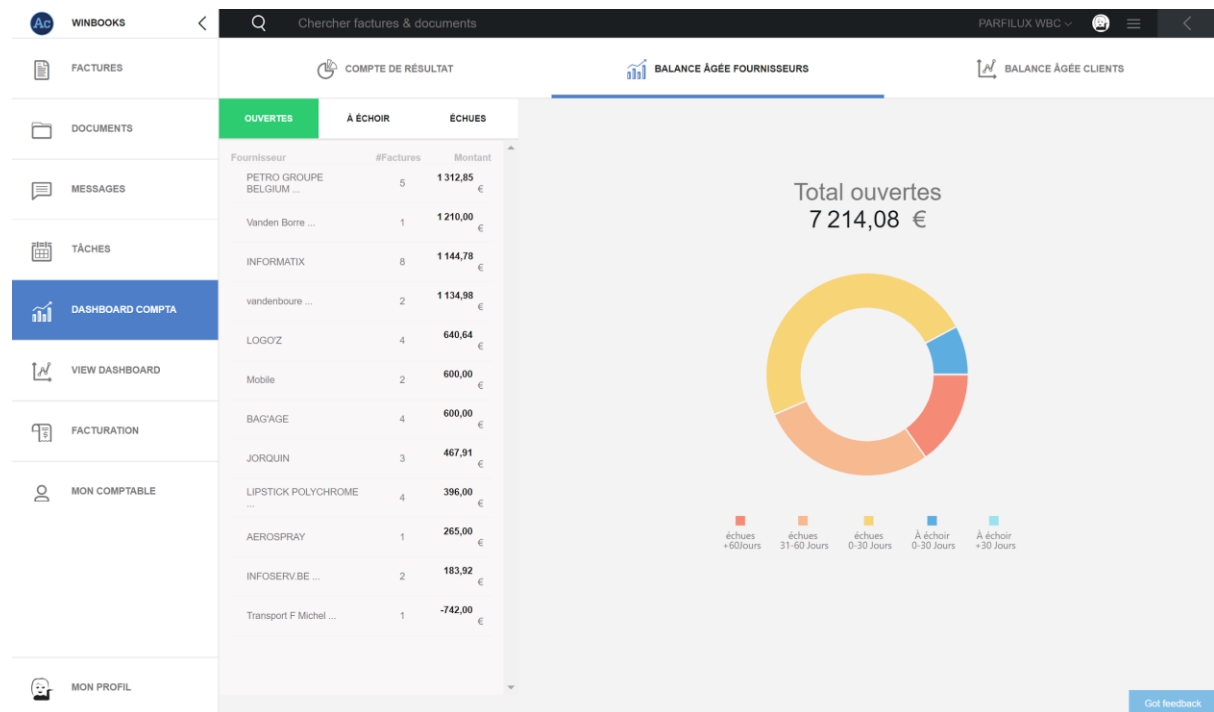 Ac WINBOOKS
Chercher factures & documents
PARFILUX WBC
FACTURES
DOCUMENTS
MESSAGES
TÂCHES
DASHBOARD COMPTA
VIEW DASHBOARD
FACTURATION
MON COMPTABLE
MON PROFIL
COMPTE DE RÉSULTAT
BALANCE ÂGÉE FOURNISSEURS
BALANCE ÂGÉE CLIENTS
OUVERTES À ÉCHOIR ÉCHUES
Fournisseur #Factures Montant
PETRO GROUPE
BELGIUM ... 5 1 312,85 €
Vanden Borre ... 1 1 210,00 €
INFORMATIX 8 1 144,78 €
vandenboure ... 2 1 134,98 €
LOGO'Z 4 640,64 €
Mobile 2 600,00 €
BAG'AGE 4 600,00 €
JORQUIN 3 467,91 €
LIPSTICK POLYCHROME
... 4 396,00 €
AEROSPRAY 1 265,00 €
INFOSERV.BE ... 2 183,92 €
Transport F Michel ... 1 -742,00 €
Total ouvertes
7 214,08 €
échues
+60Jours
échues
31-60 Jours
échues
0-30 Jours
À échoir
0-30 Jours
À échoir
+30 Jours
Got feedback